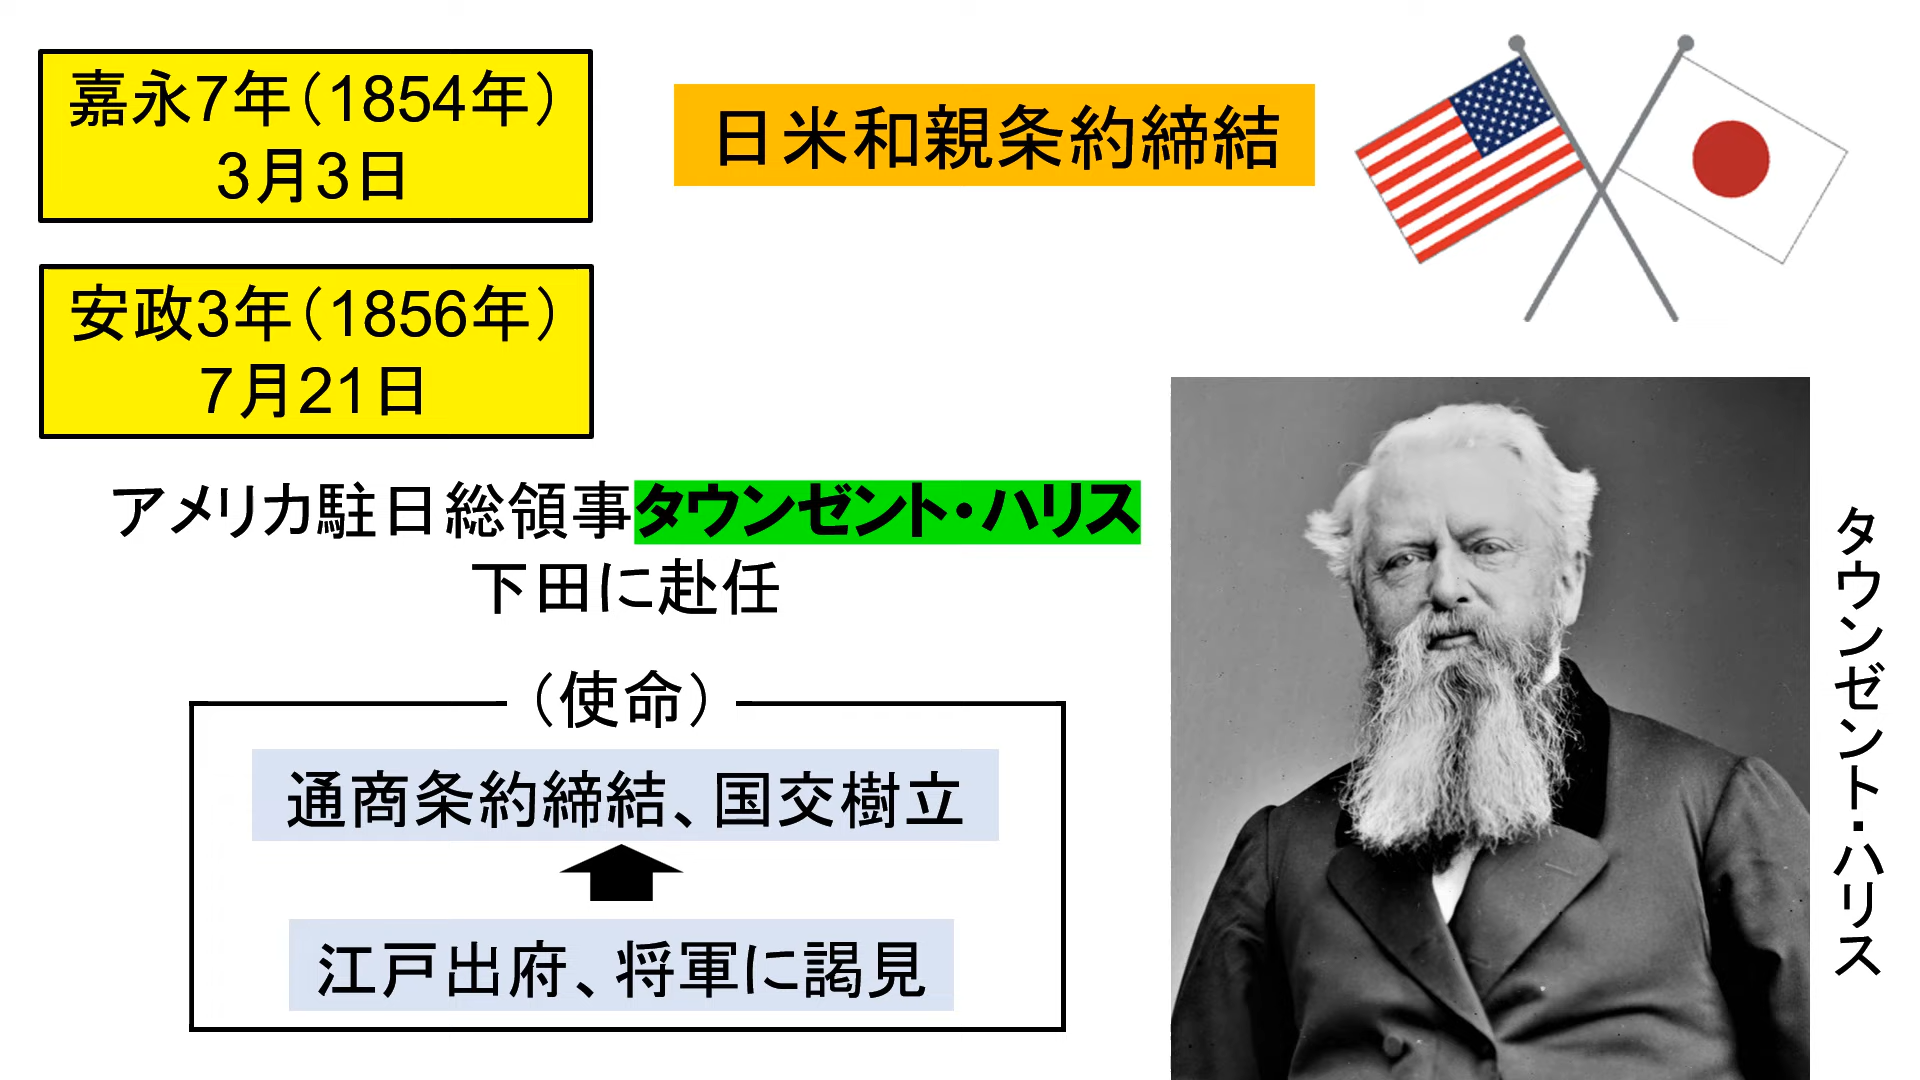 嘉永7年（1854年）
3月3日
日米和親条約締結
安政3年（1856年）
7月21日
アメリカ駐日総領事タウンゼント・ハリス
下田に赴任
（使命）
通商条約締結、国交樹立
江戸出府、将軍に謁見
タウンゼント・ハリス